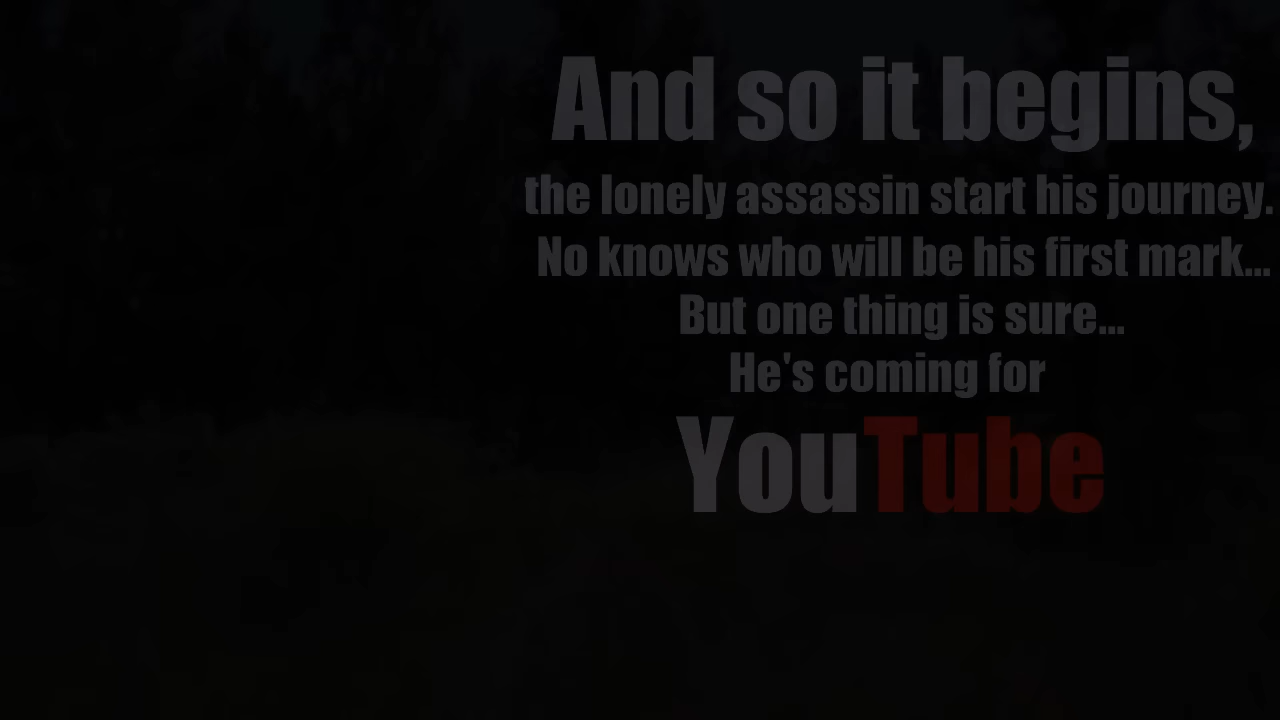 And so it begins,
the lonely assassin start his journey.
No knows who will be his first mark...
But one thing is sure...
He's coming for
YouTube